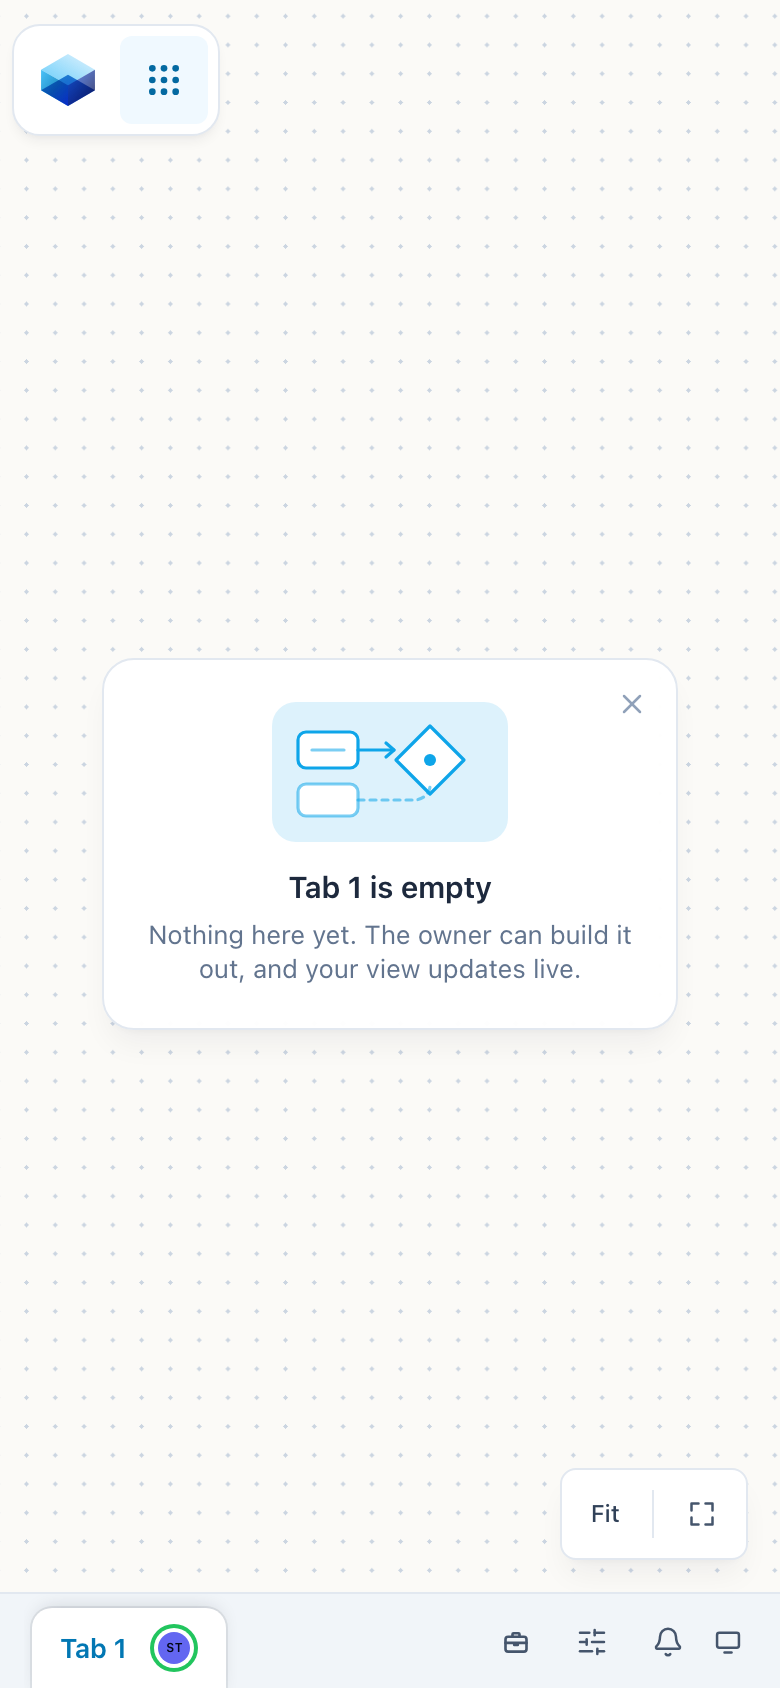 Tab 1 is empty
Nothing here yet. The owner can build it
out, and your view updates live.
Fit
Tab 1
ST